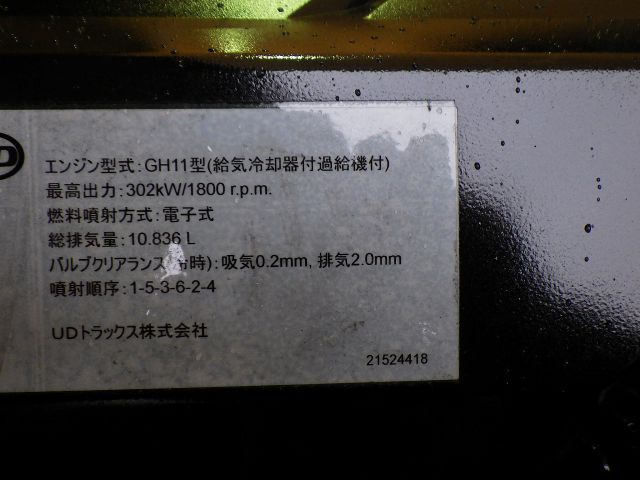 エンジン型式:GH11型(給気冷却器付過給機付)
最高出力:302kW/1800 r.p.m.
燃料噴射方式:電子式
総排気量:10.836 L
バルブクリアランス 時):吸気0.2mm, 排気2.0mm
噴射順序:1-5-3-6-2-4
UDトラックス株式会社
21524418